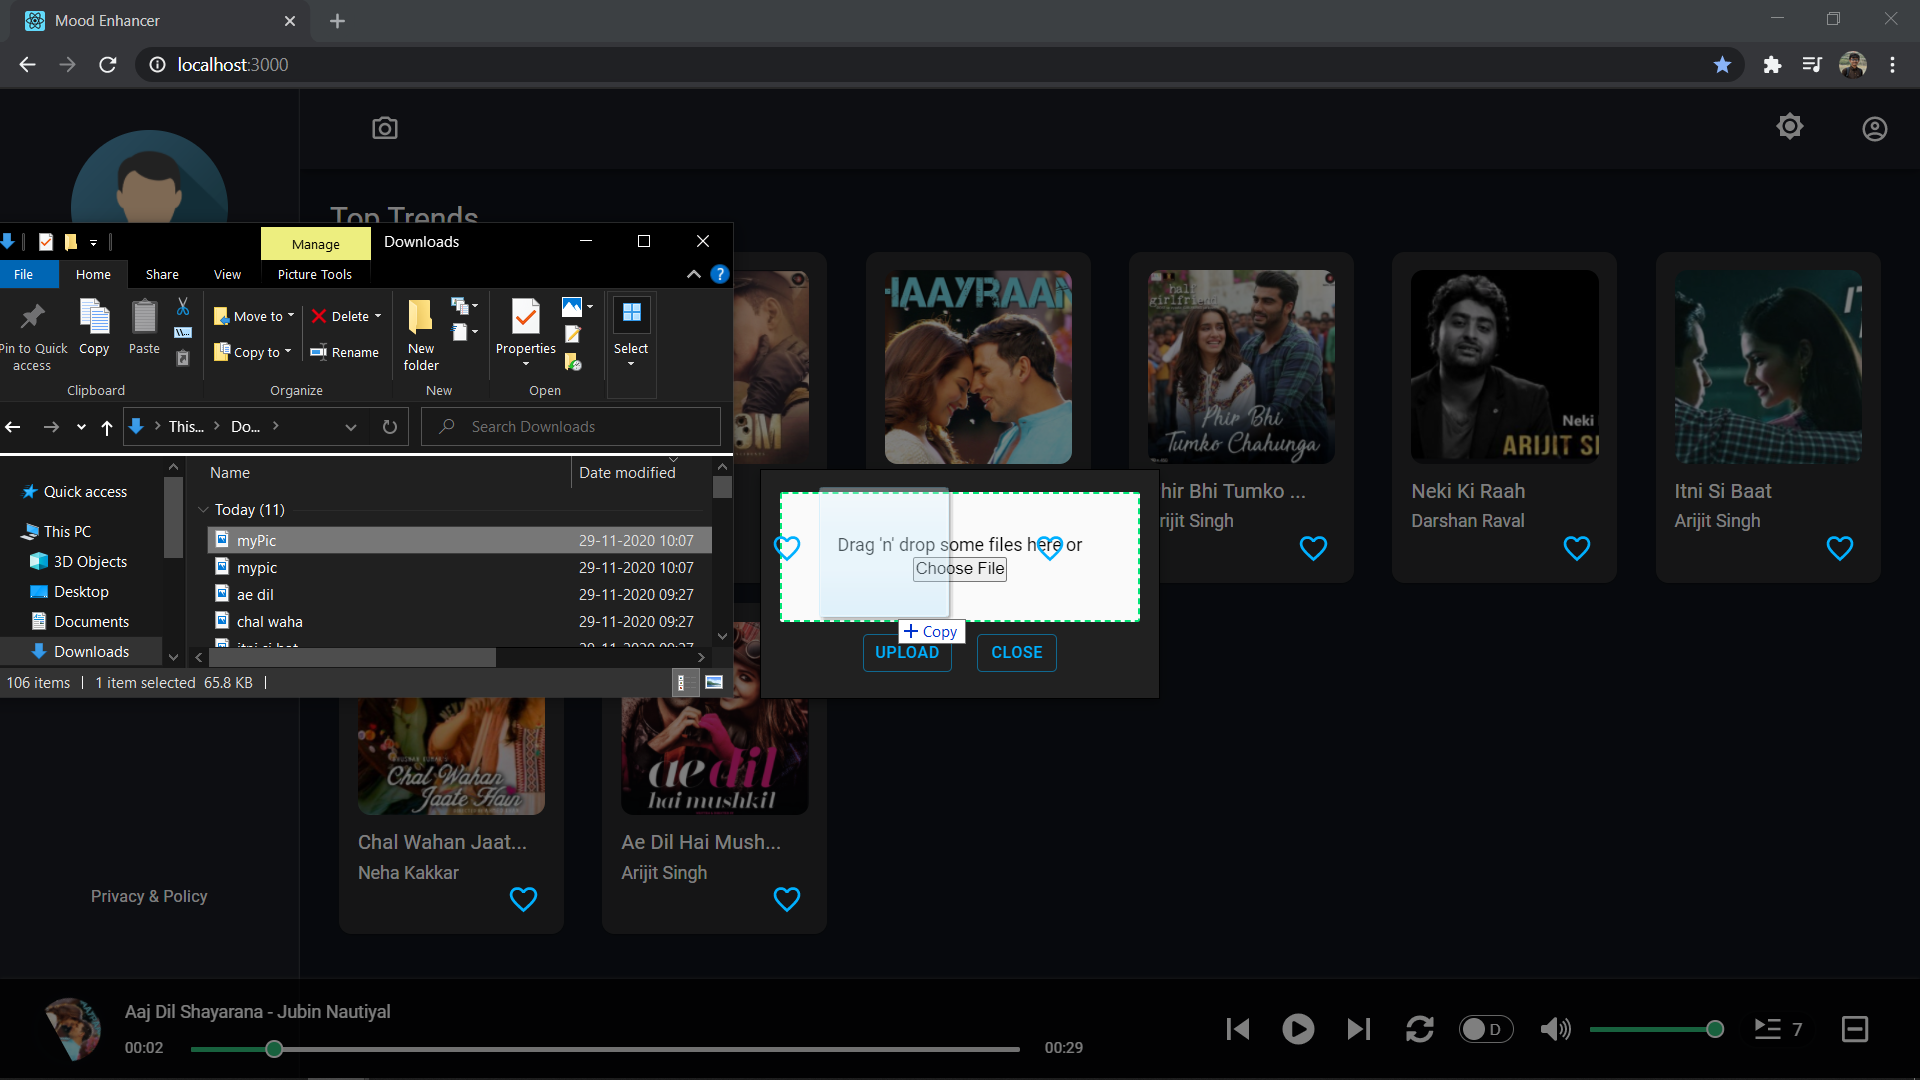 Mood Enhancer
localhost:3000
Top Trends
Manage
Downloads
File
Home
Share
View
Picture Tools
?
Pin to Quick access
Copy
Paste
Clipboard
Move to
Copy to
Delete
Rename
Organize
New folder
New
Properties
Open
Select
This...
Do...
Search Downloads
Name
Date modified
Quick access
This PC
3D Objects
Desktop
Documents
Downloads
Today (11)
myPic 29-11-2020 10:07
mypic 29-11-2020 10:07
ae dil 29-11-2020 09:27
chal waha 29-11-2020 09:27
106 items
1 item selected 65.8 KB
HAAYRAAN
half girlfriend
Phir Bhi
Tumko Chahunga
Neki
ARIJIT
hir Bhi Tumko ...
rijit Singh
Neki Ki Raah
Darshan Raval
Itni Si Baat
Arijit Singh
Drag 'n' drop some files here or
Choose File
+ Copy
UPLOAD
CLOSE
Chal Wahan
Jaate Hain
ae dil
hai mushkil
Chal Wahan Jaat...
Neha Kakkar
Ae Dil Hai Mush...
Arijit Singh
Privacy & Policy
Aaj Dil Shayarana - Jubin Nautiyal
00:02
00:29
D
7